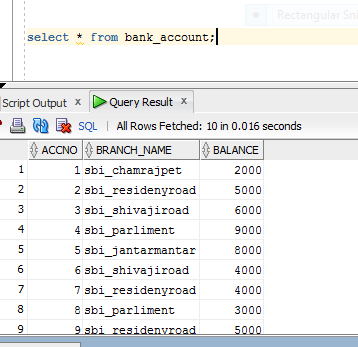 Rectangular Sni
select * from bank_account;
Script Output x Query Result x
SQL | All Rows Fetched: 10 in 0.016 seconds
ACCNO BRANCH_NAME BALANCE
1 1 sbi_chamrajpet 2000
2 2 sbi_residenyroad 5000
3 3 sbi_shivajiroad 6000
4 4 sbi_parliment 9000
5 5 sbi_jantarmantar 8000
6 6 sbi_shivajiroad 4000
7 7 sbi_residenyroad 4000
8 8 sbi_parliment 3000
9 9 sbi_residenyroad 5000